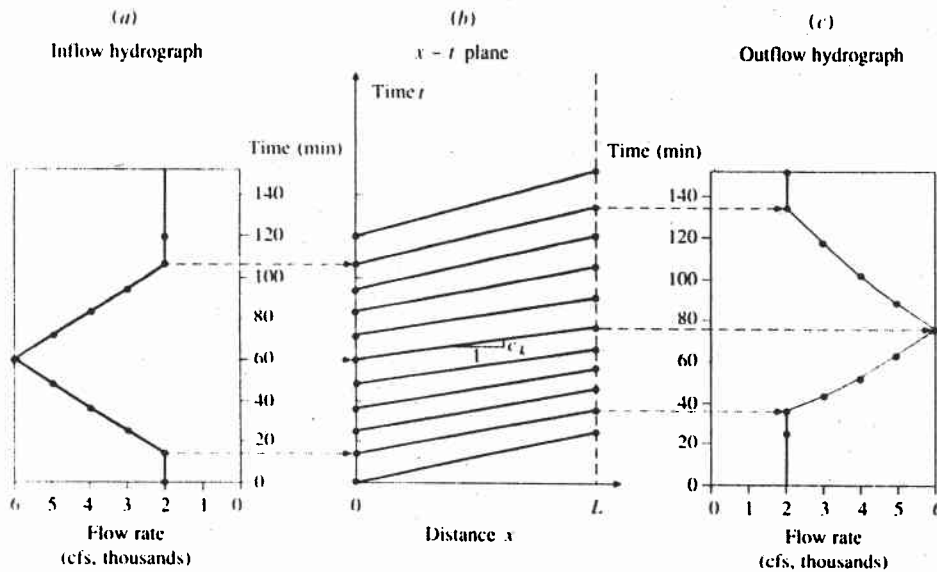 (a)
Inflow hydrograph
Time (min)
140
120
100
80
60
40
20
0
6 5 4 3 2 1 0
Flow rate
(cfs, thousands)
(b)
x – t plane
Time t
1
c k
0
L
Distance x
(c)
Outflow hydrograph
Time (min)
140
120
100
80
60
40
20
0
0 1 2 3 4 5 6
Flow rate
(cfs, thousands)